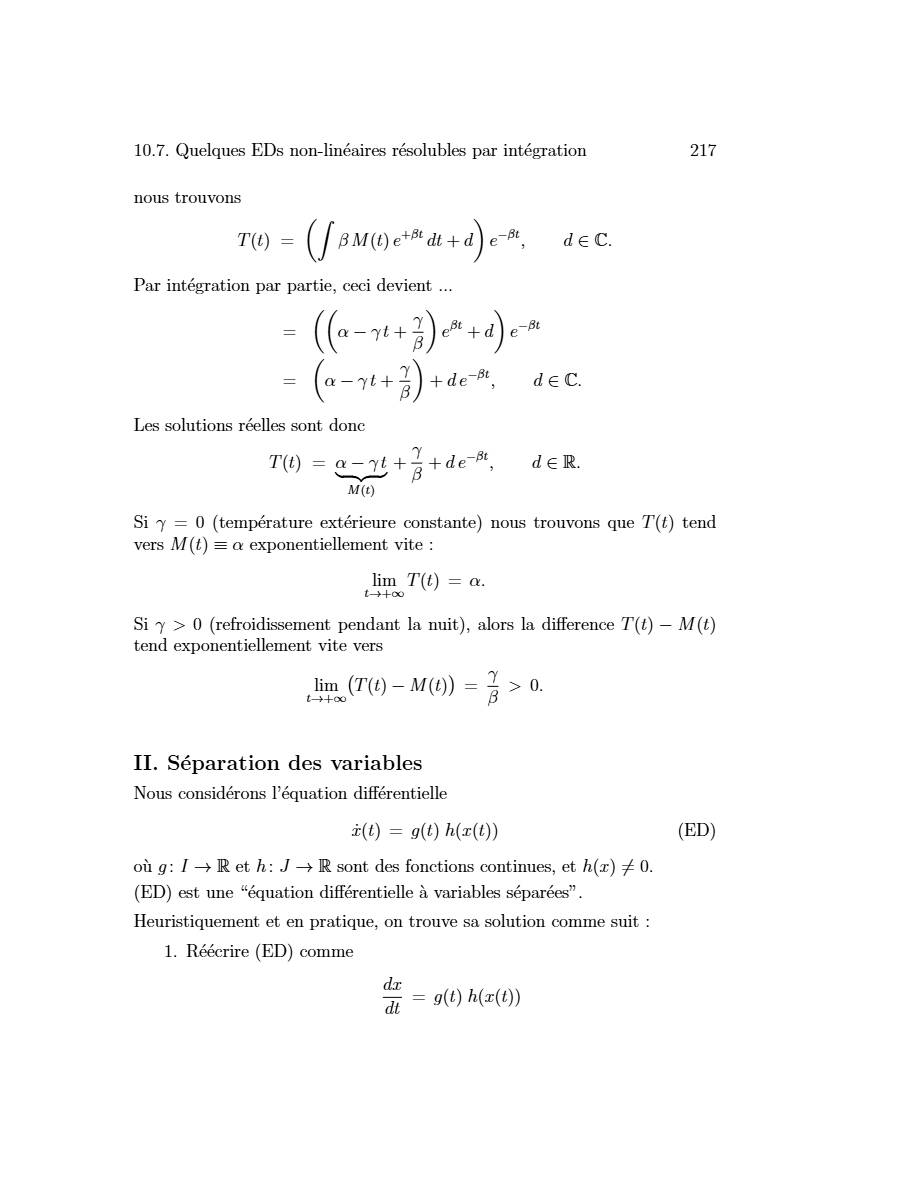 10.7. Quelques EDs non-linéaires résolubles par intégration 217
nous trouvons
T(t) = (∫ β M(t) e^{+βt} dt + d) e^{−βt}, d ∈ ℂ.
Par intégration par partie, ceci devient ...
= ((α − γ t + γ/β) e^{βt} + d) e^{−βt}
= (α − γ t + γ/β) + d e^{−βt}, d ∈ ℂ.
Les solutions réelles sont donc
T(t) = α − γ t + γ/β + d e^{−βt}, d ∈ ℝ.
M(t)
Si γ = 0 (température extérieure constante) nous trouvons que T(t) tend
vers M(t) ≡ α exponentiellement vite :
lim_{t→+∞} T(t) = α.
Si γ > 0 (refroidissement pendant la nuit), alors la difference T(t) − M(t)
tend exponentiellement vite vers
lim_{t→+∞} (T(t) − M(t)) = γ/β > 0.
II. Séparation des variables
Nous considérons l'équation différentielle
ẋ(t) = g(t) h(x(t)) (ED)
où g : I → ℝ et h : J → ℝ sont des fonctions continues, et h(x) ≠ 0.
(ED) est une “équation différentielle à variables séparées”.
Heuristiquement et en pratique, on trouve sa solution comme suit :
1. Réécrire (ED) comme
dx/dt = g(t) h(x(t))